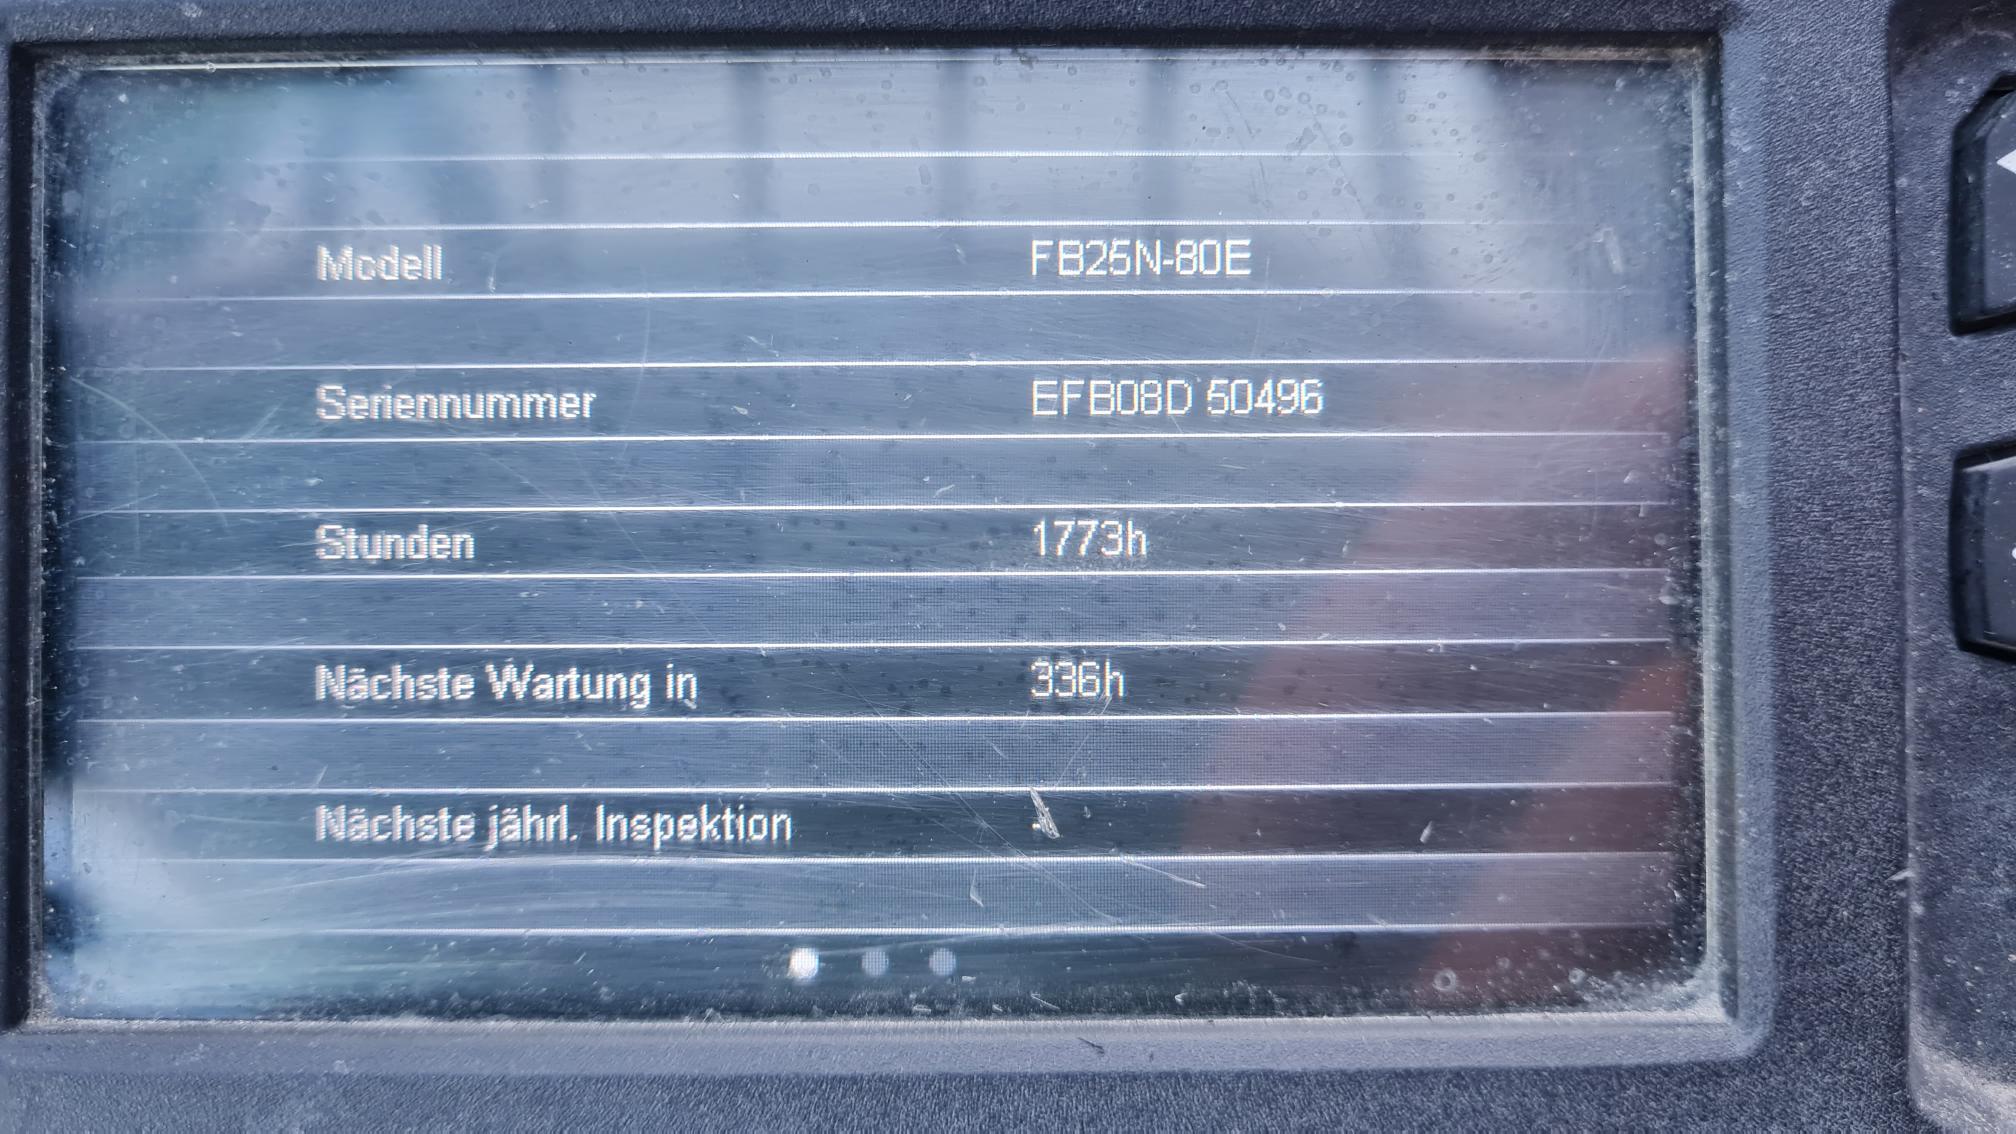 Modell FB25N-80E
Seriennummer EFB08D 50496
Stunden 1773h
Nächste Wartung in 336h
Nächste jährl. Inspektion